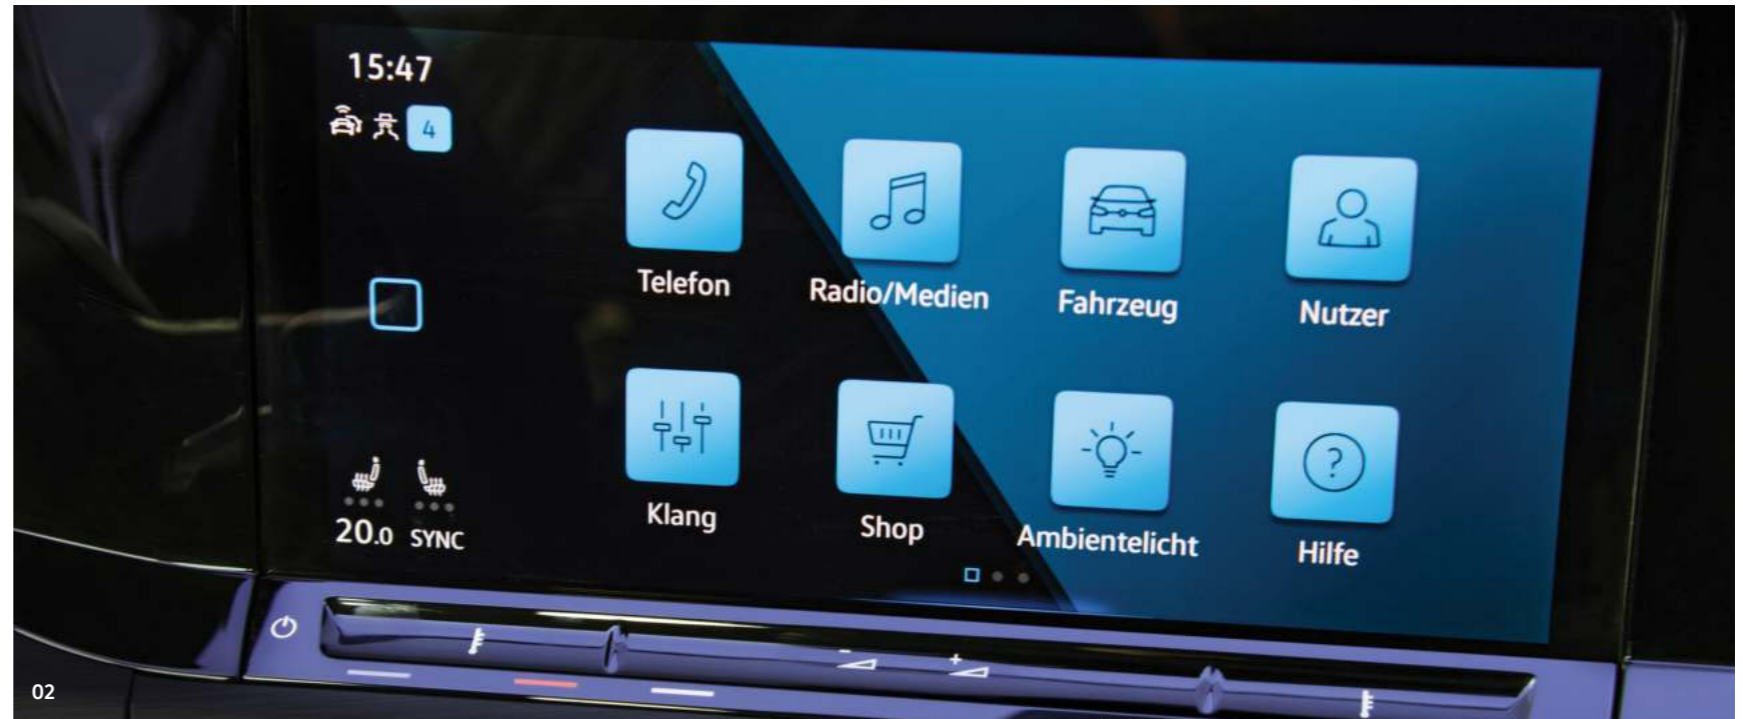 15:47
4
Telefon
Radio/Medien
Fahrzeug
Nutzer
Klang
Shop
Ambientelicht
Hilfe
20.0 SYNC
02